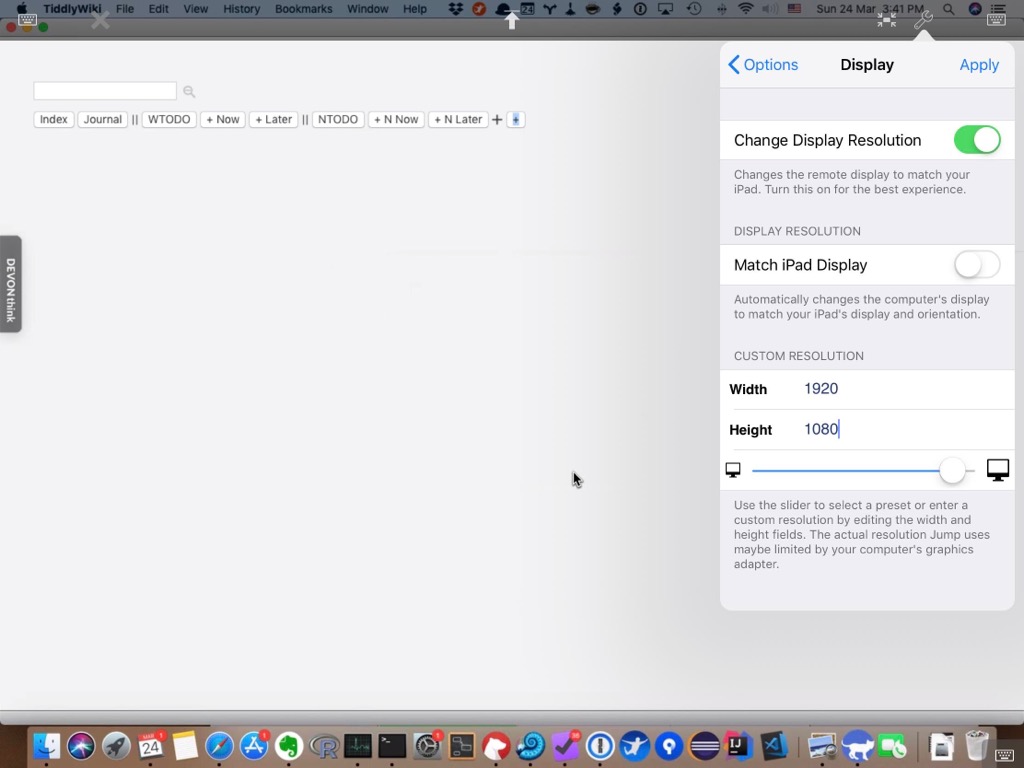 TiddlyWiki File Edit View History Bookmarks Window Help Sun 24 Mar 3:41 PM
Options Display Apply
Index Journal || WTODO + Now + Later || NTODO + N Now + N Later + +
Change Display Resolution
Changes the remote display to match your
iPad. Turn this on for the best experience.
DISPLAY RESOLUTION
DEVONthink
Match iPad Display
Automatically changes the computer's display
to match your iPad's display and orientation.
CUSTOM RESOLUTION
Width 1920
Height 1080
Use the slider to select a preset or enter a
custom resolution by editing the width and
height fields. The actual resolution Jump uses
maybe limited by your computer's graphics
adapter.